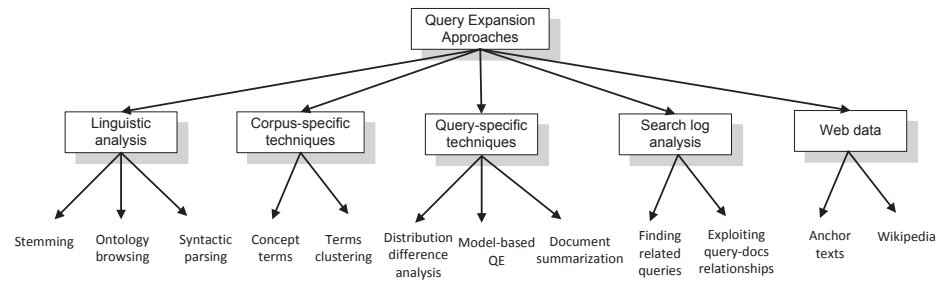 Query Expansion
Approaches
Linguistic
analysis
Corpus-specific
techniques
Query-specific
techniques
Search log
analysis
Web data
Stemming
Ontology
browsing
Syntactic
parsing
Concept
terms
Terms
clustering
Distribution
difference
analysis
Model-based
QE
Document
summarization
Finding
related
queries
Exploiting
query-docs
relationships
Anchor
texts
Wikipedia